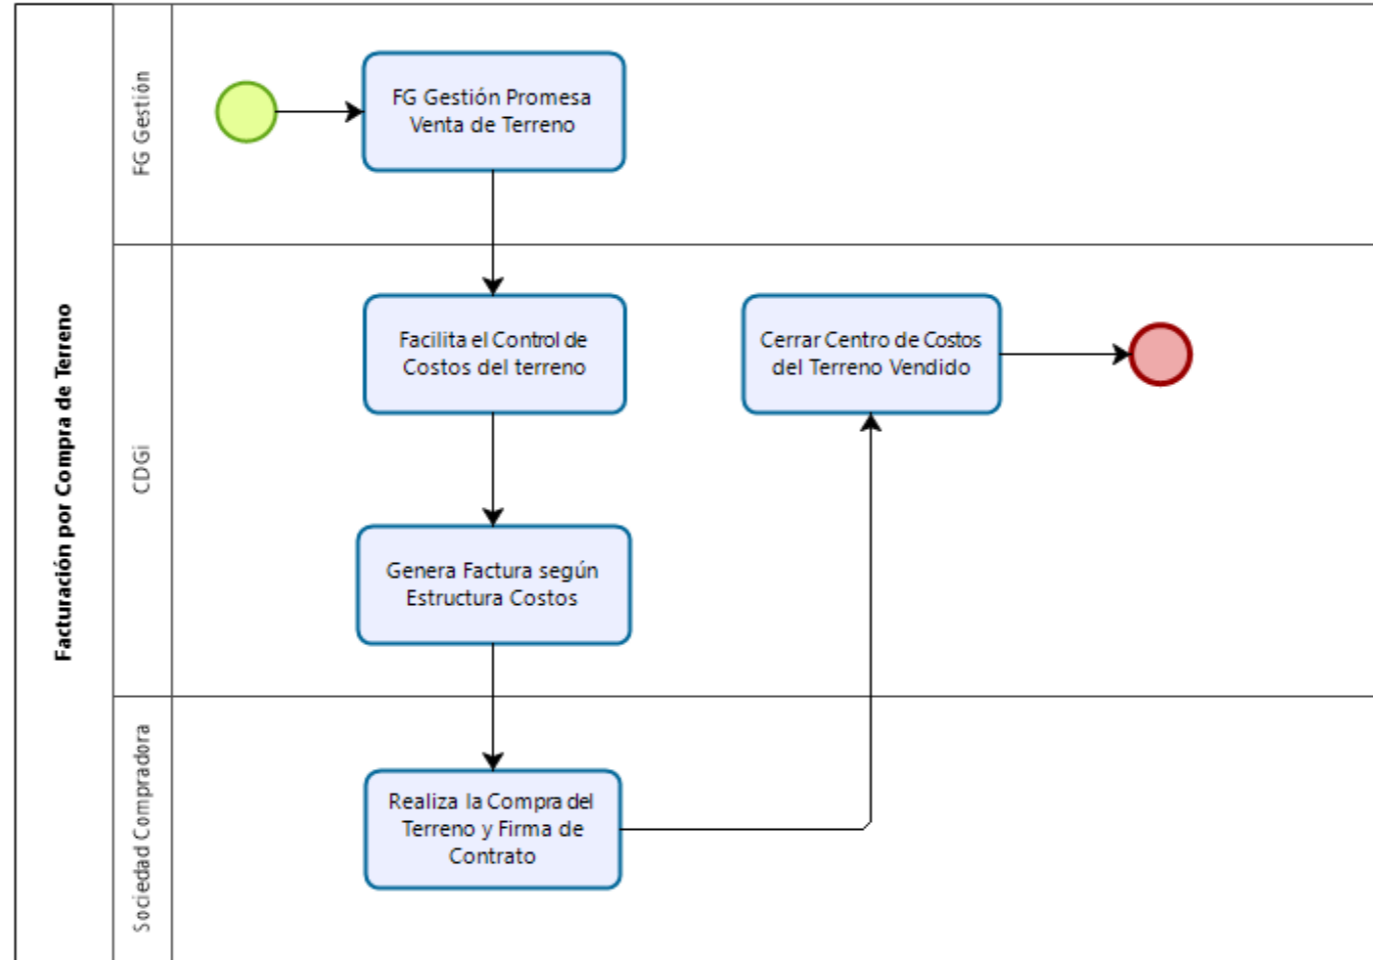 Facturación por Compra de Terreno
FG Gestión
FG Gestión Promesa
Venta de Terreno
CDGi
Facilita el Control de
Costos del terreno
Cerrar Centro de Costos
del Terreno Vendido
Genera Factura según
Estructura Costos
Sociedad Compradora
Realiza la Compra del
Terreno y Firma de
Contrato